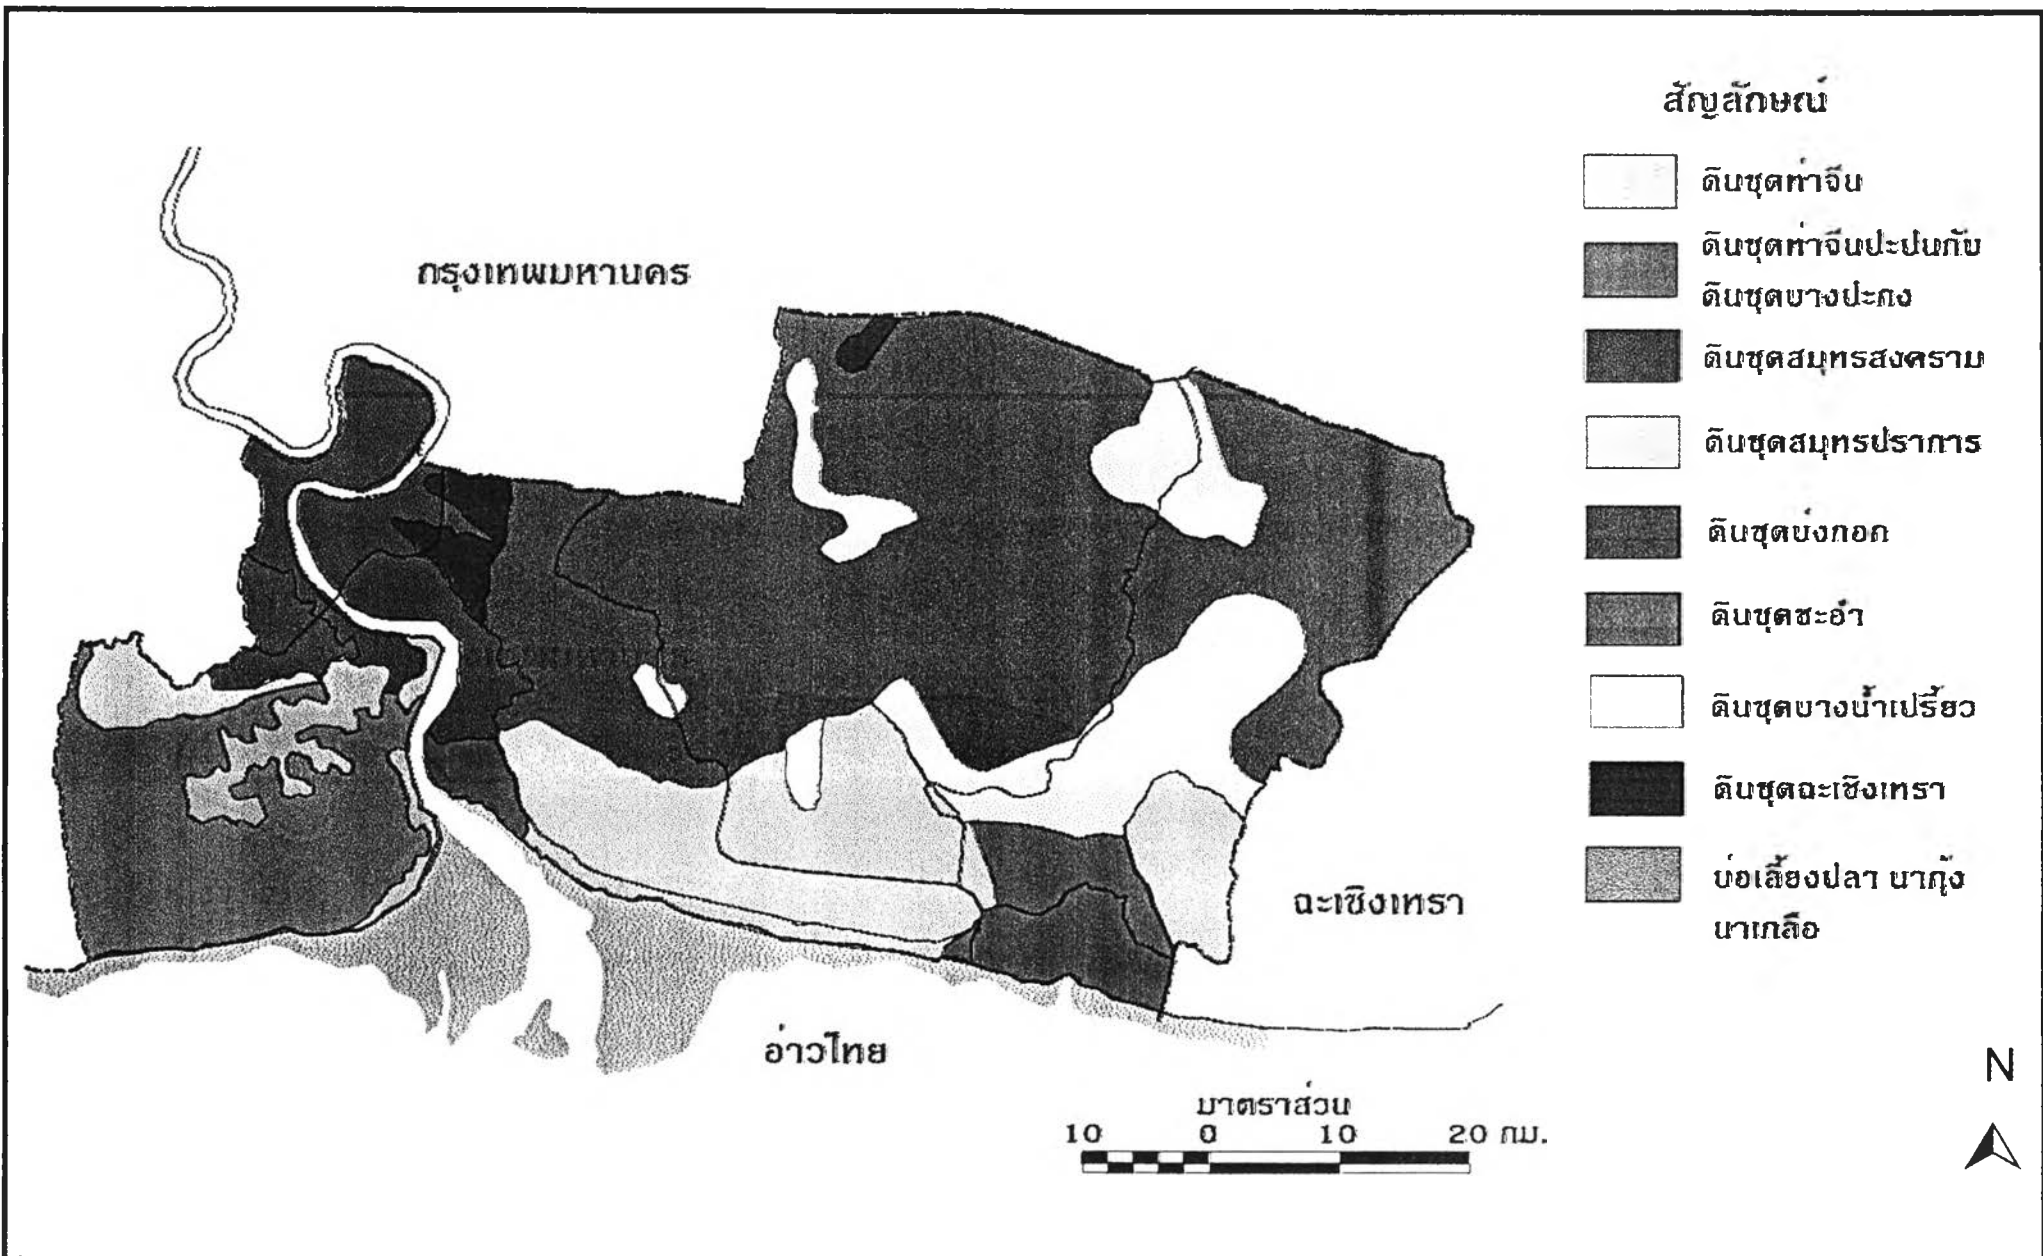 สัญลักษณ์
ดินชุดท่าจีน
ดินชุดท่าจีนปะปนกับ
ดินชุดบางปะกง
ดินชุดสมุทรสงคราม
ดินชุดสมุทรปราการ
ดินชุดบางกอก
ดินชุดชะอำ
ดินชุดบางน้ำเปรี้ยว
ดินชุดฉะเชิงเทรา
บ่อเลี้ยงปลา นากุ้ง
นาเกลือ
กรุงเทพมหานคร
ฉะเชิงเทรา
อ่าวไทย
มาตราส่วน
10 0 10 20 กม.
N